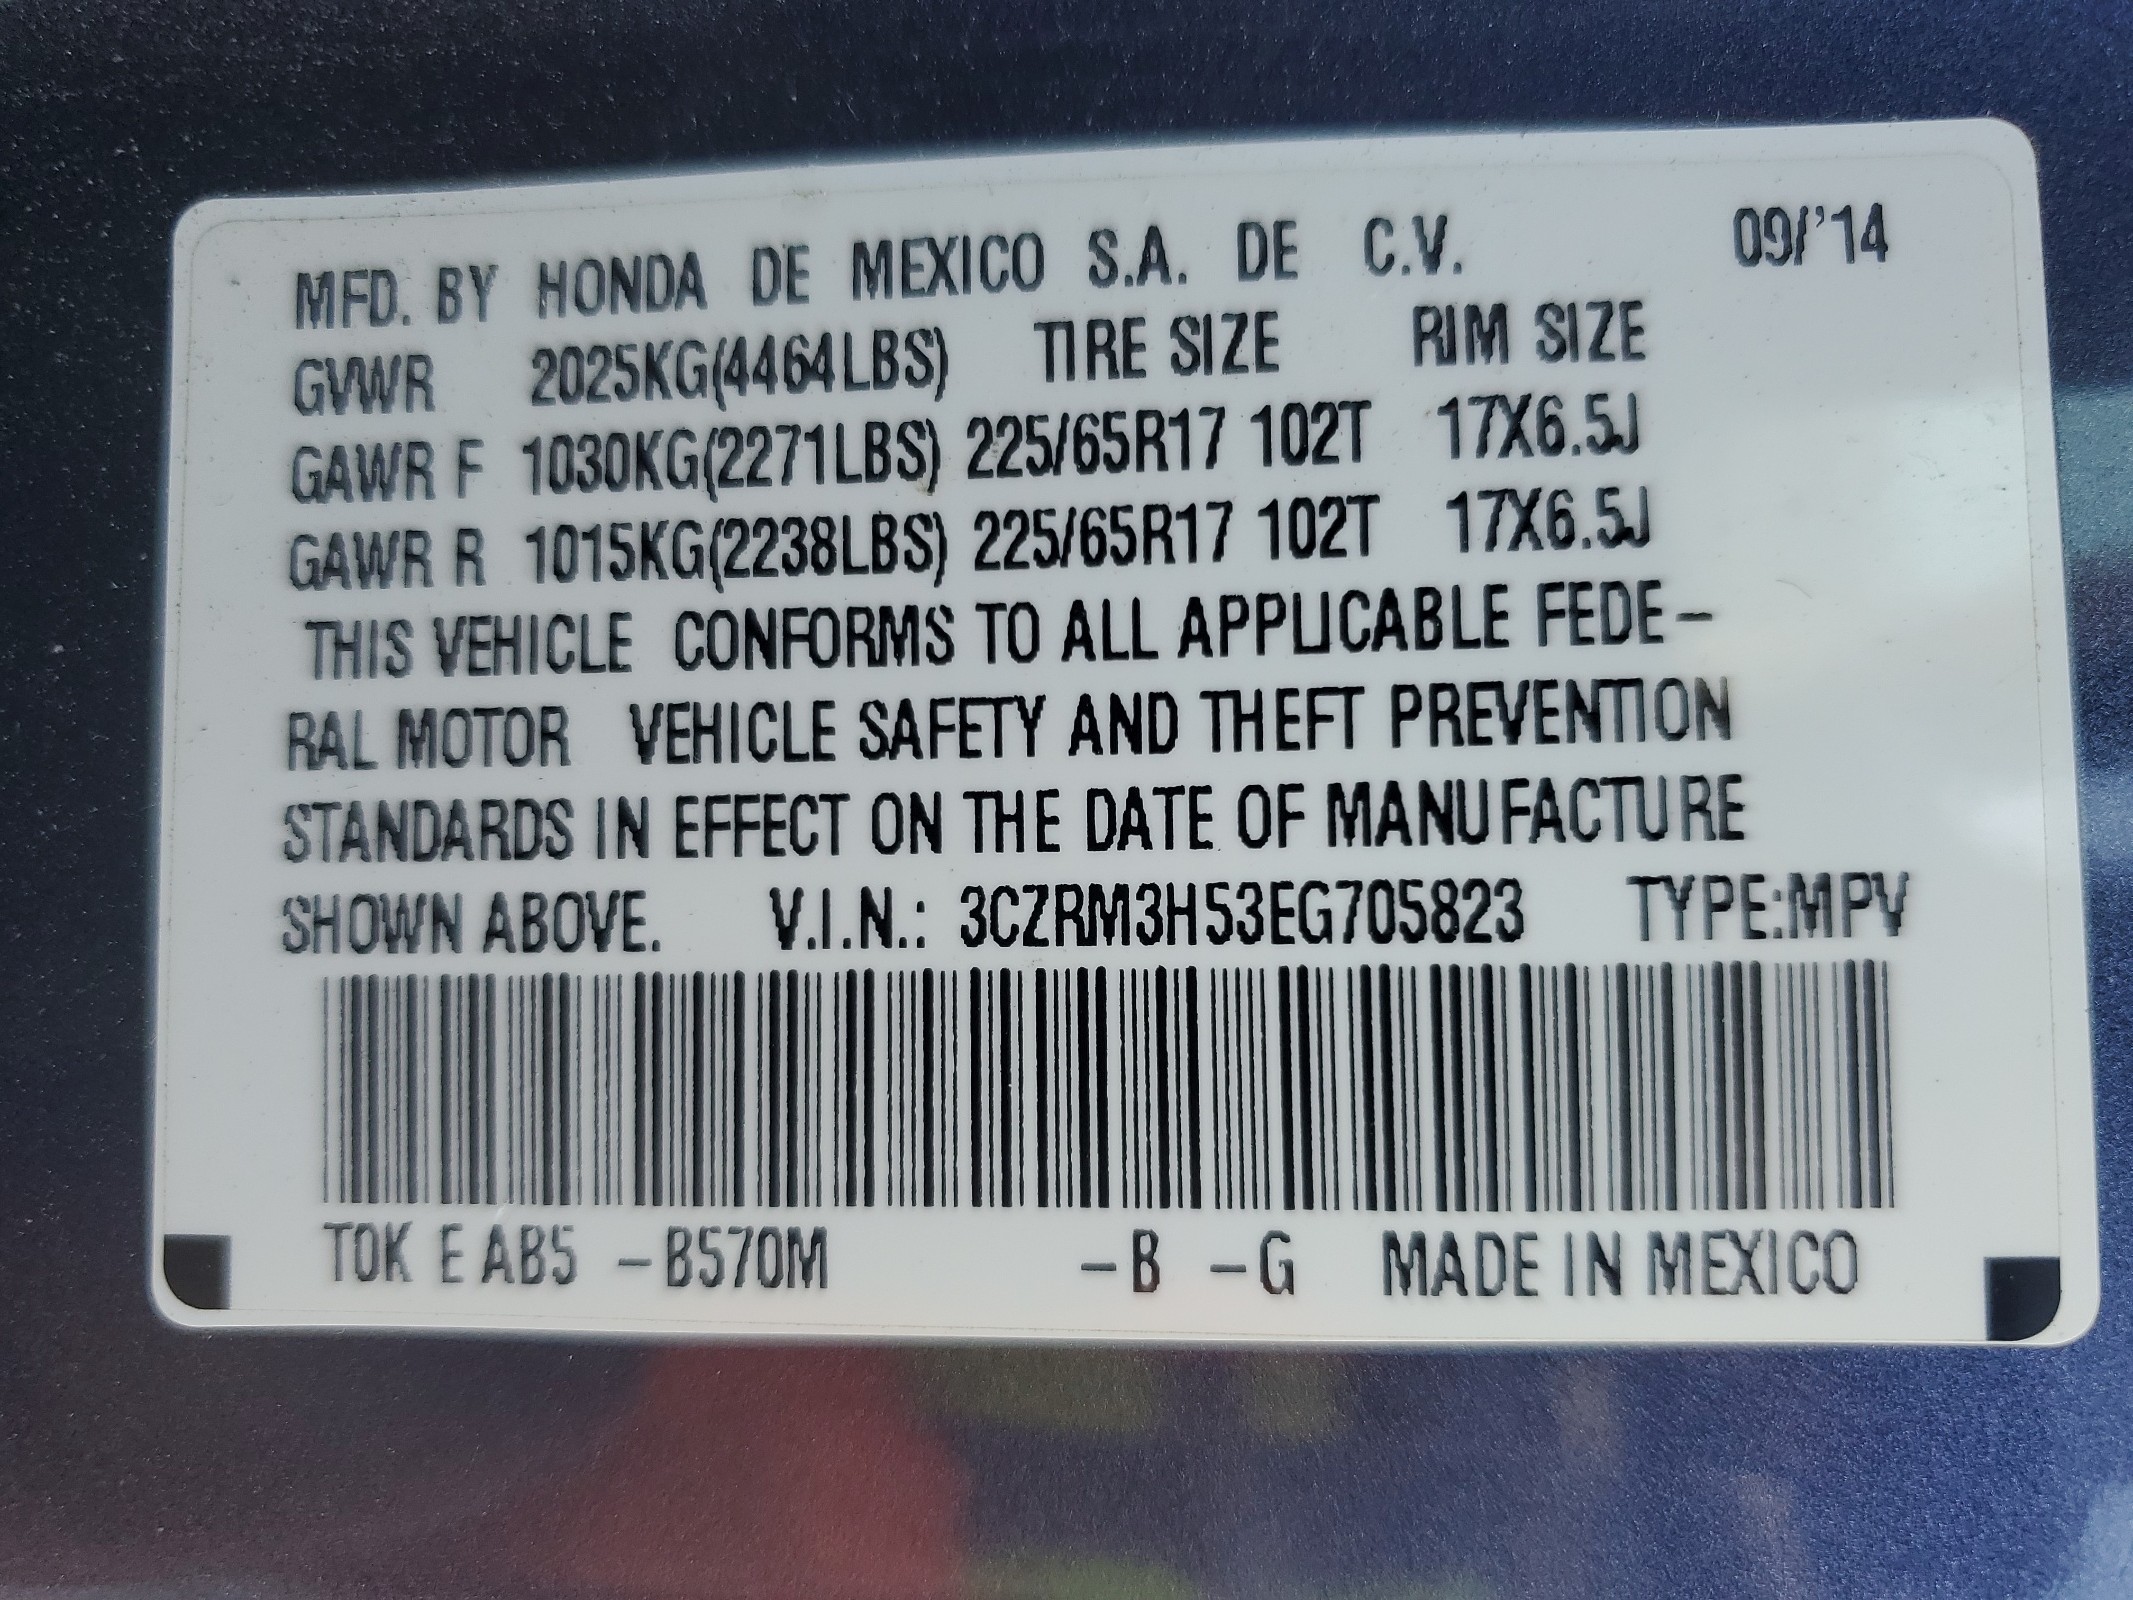 MFD. BY HONDA DE MEXICO S.A. DE C.V. 09/'14
GVWR 2025KG(4464LBS) TIRE SIZE RIM SIZE
GAWR F 1030KG(2271LBS) 225/65R17 102T 17X6.5J
GAWR R 1015KG(2238LBS) 225/65R17 102T 17X6.5J
THIS VEHICLE CONFORMS TO ALL APPLICABLE FEDE-
RAL MOTOR VEHICLE SAFETY AND THEFT PREVENTION
STANDARDS IN EFFECT ON THE DATE OF MANUFACTURE
SHOWN ABOVE. V.I.N.: 3CZRM3H53EG705823 TYPE:MPV
T0K E AB5 -B570M -B -G MADE IN MEXICO